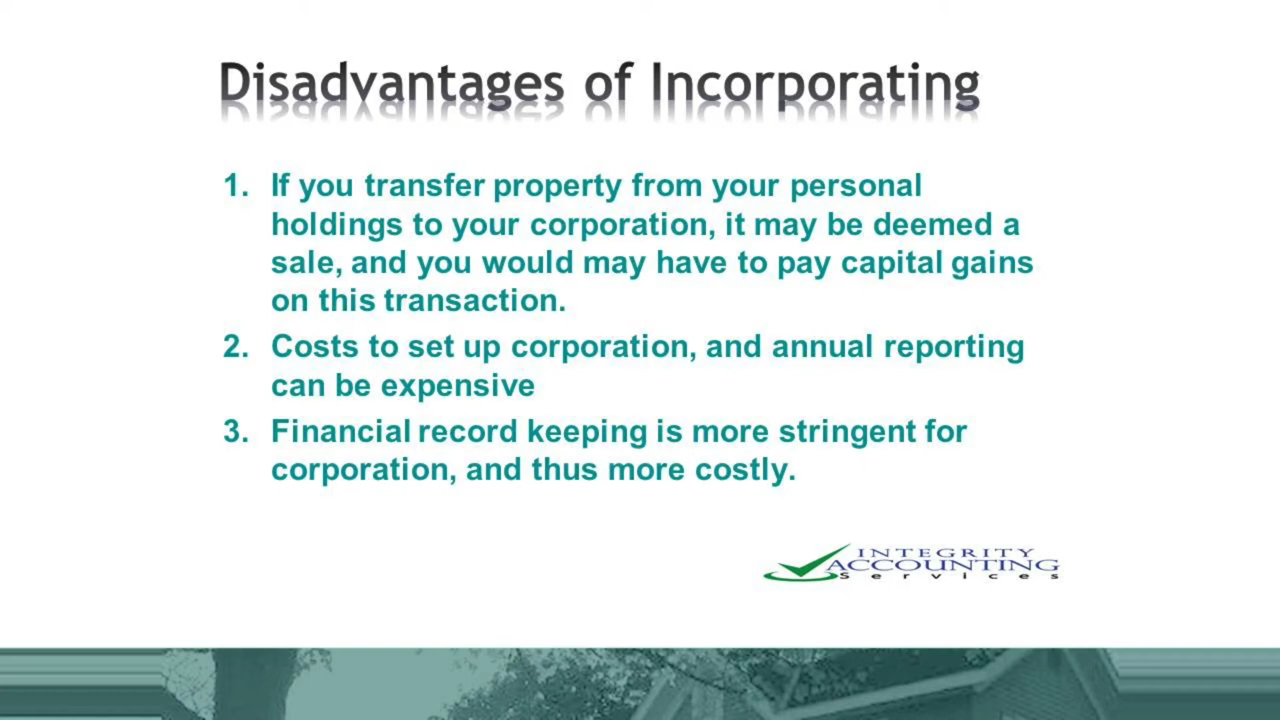 Disadvantages of Incorporating
1. If you transfer property from your personal
holdings to your corporation, it may be deemed a
sale, and you would may have to pay capital gains
on this transaction.
2. Costs to set up corporation, and annual reporting
can be expensive
3. Financial record keeping is more stringent for
corporation, and thus more costly.
INTEGRITY
ACCOUNTING
Services